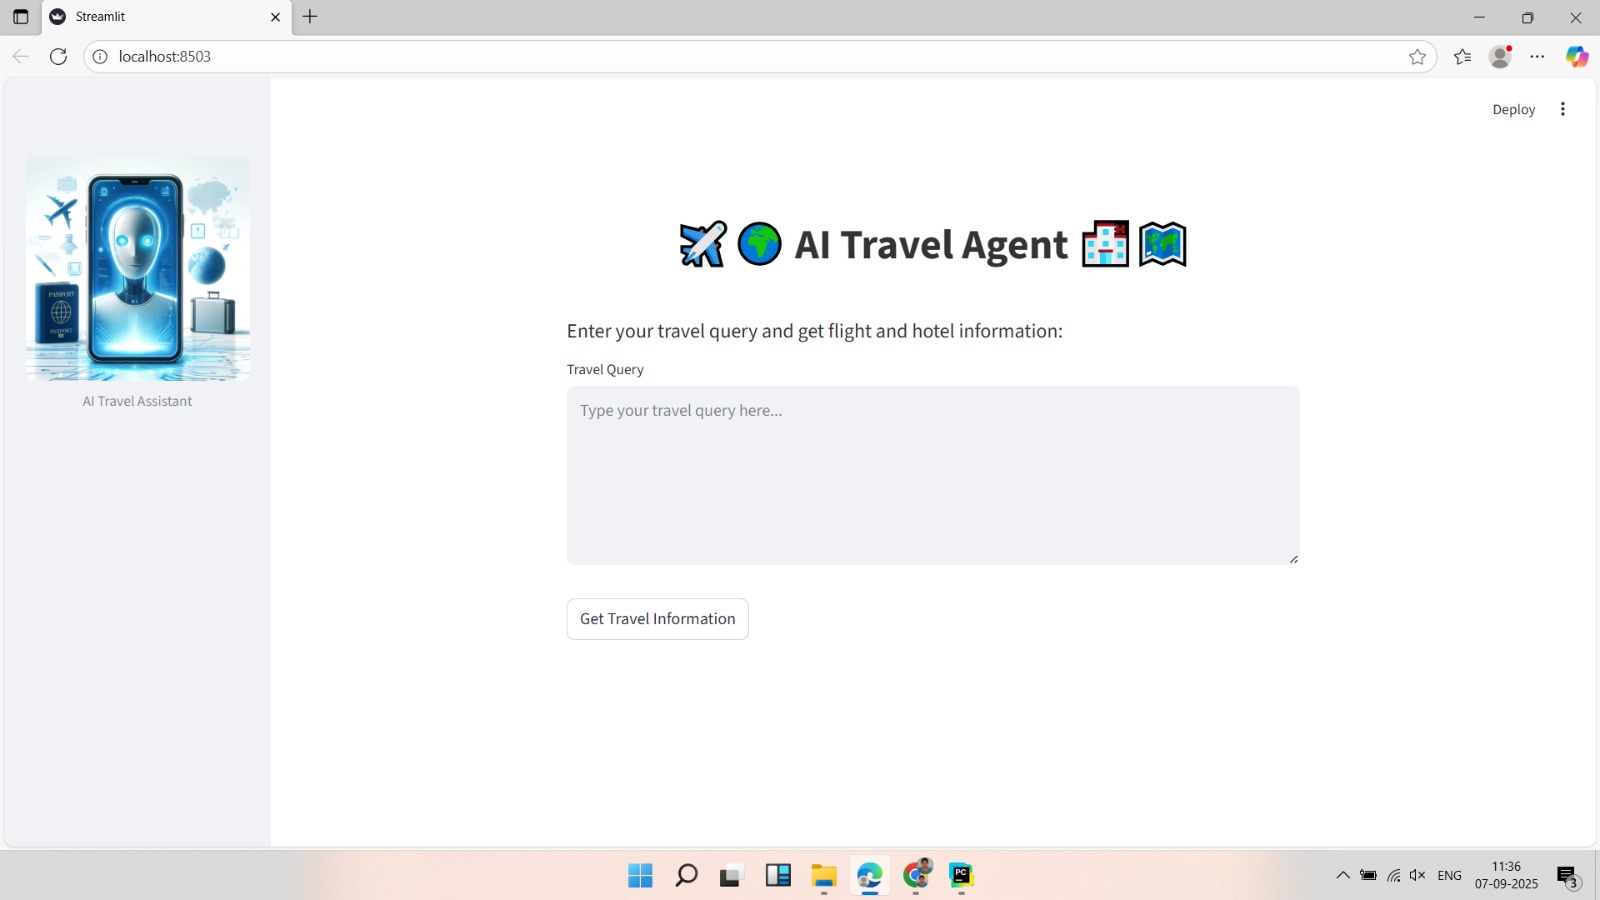 Streamlit
localhost:8503
Deploy
PASSPORT
AI Travel Assistant
AI Travel Agent
Enter your travel query and get flight and hotel information:
Travel Query
Type your travel query here...
Get Travel Information
PC
ENG
11:36
07-09-2025
3